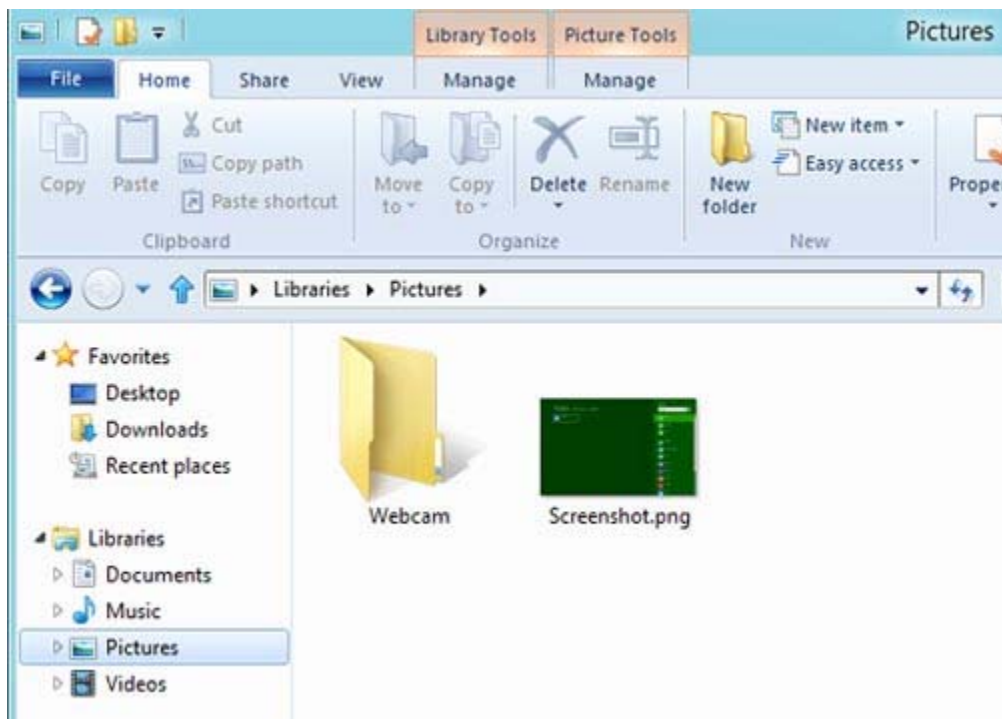 Library Tools Picture Tools Pictures
File Home Share View Manage Manage
Copy
Paste
Cut
Copy path
Paste shortcut
Clipboard
Move to
Copy to
Delete
Rename
Organize
New folder
New item
Easy access
New
Proper
Libraries Pictures
Favorites
Desktop
Downloads
Recent places
Libraries
Documents
Music
Pictures
Videos
Webcam
Screenshot.png